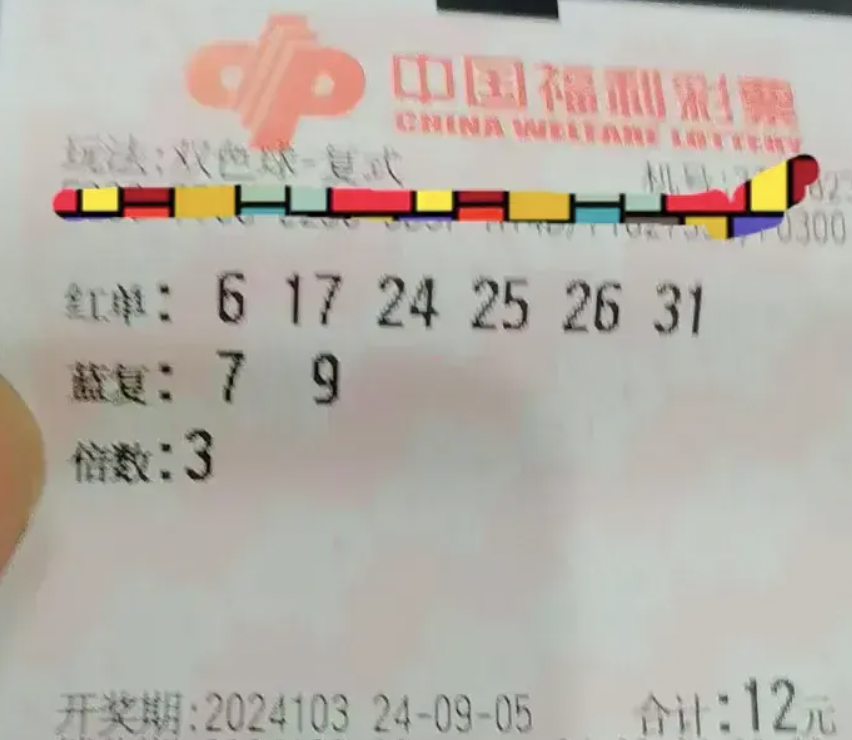 中国福利彩票
CHINA WELFARE LOTTERY
玩法:双色球-复式 机号:
0300
红单: 6 17 24 25 26 31
蓝复: 7 9
倍数:3
开奖期:2024103 24-09-05 合计:12元